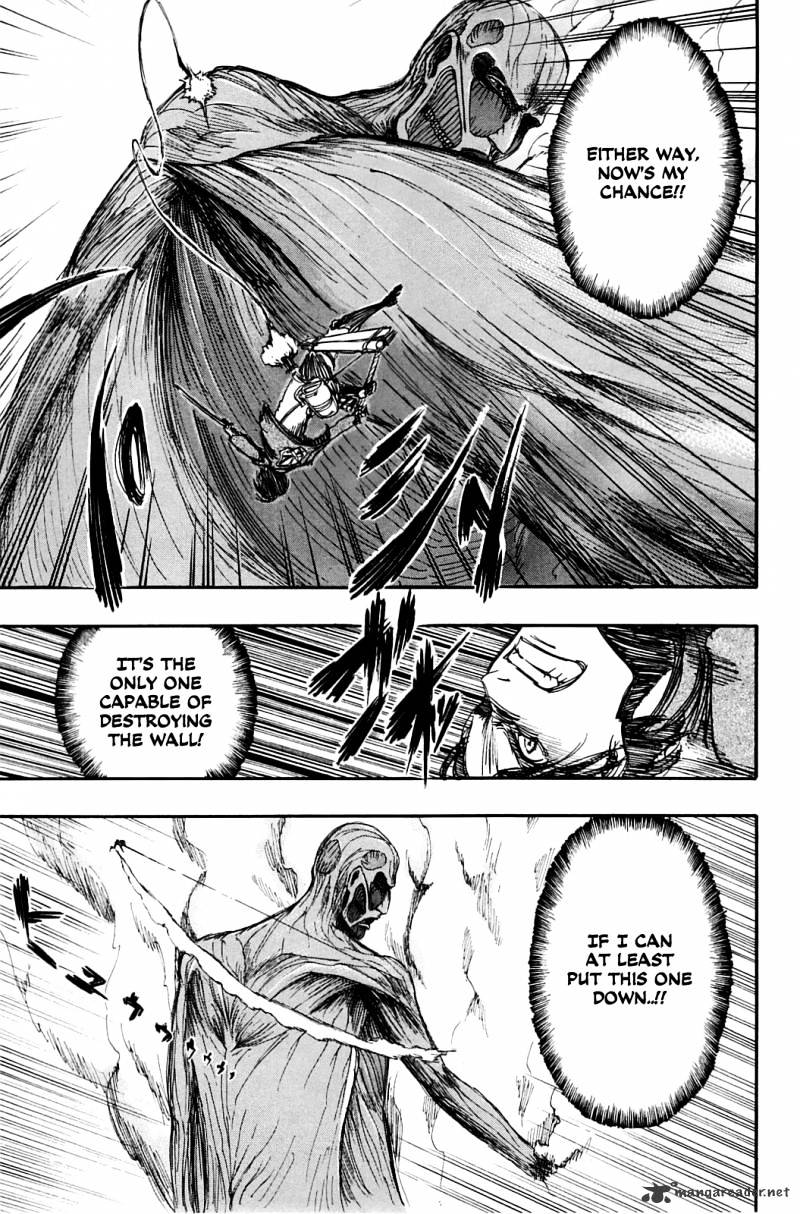 EITHER WAY,
NOW'S MY
CHANCE!!
IT'S THE
ONLY ONE
CAPABLE OF
DESTROYING
THE WALL!
IF I CAN
AT LEAST
PUT THIS ONE
DOWN..!!
mangareader.net